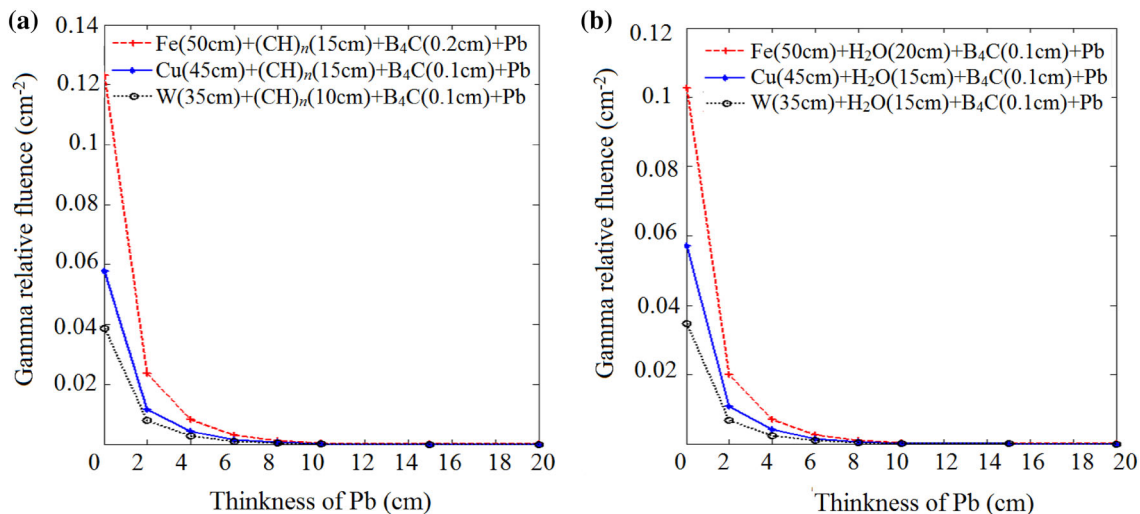 (a)
0.14
0.12
0.1
0.08
0.06
0.04
0.02
Gamma relative fluence (cm-2)
Fe(50cm)+(CH)n(15cm)+B4C(0.2cm)+Pb
Cu(45cm)+(CH)n(15cm)+B4C(0.1cm)+Pb
W(35cm)+(CH)n(10cm)+B4C(0.1cm)+Pb
0 2 4 6 8 10 12 14 16 18 20
Thinkness of Pb (cm)
(b)
0.12
0.1
0.08
0.06
0.04
0.02
Gamma relative fluence (cm-2)
Fe(50cm)+H2O(20cm)+B4C(0.1cm)+Pb
Cu(45cm)+H2O(15cm)+B4C(0.1cm)+Pb
W(35cm)+H2O(15cm)+B4C(0.1cm)+Pb
0 2 4 6 8 10 12 14 16 18 20
Thinkness of Pb (cm)